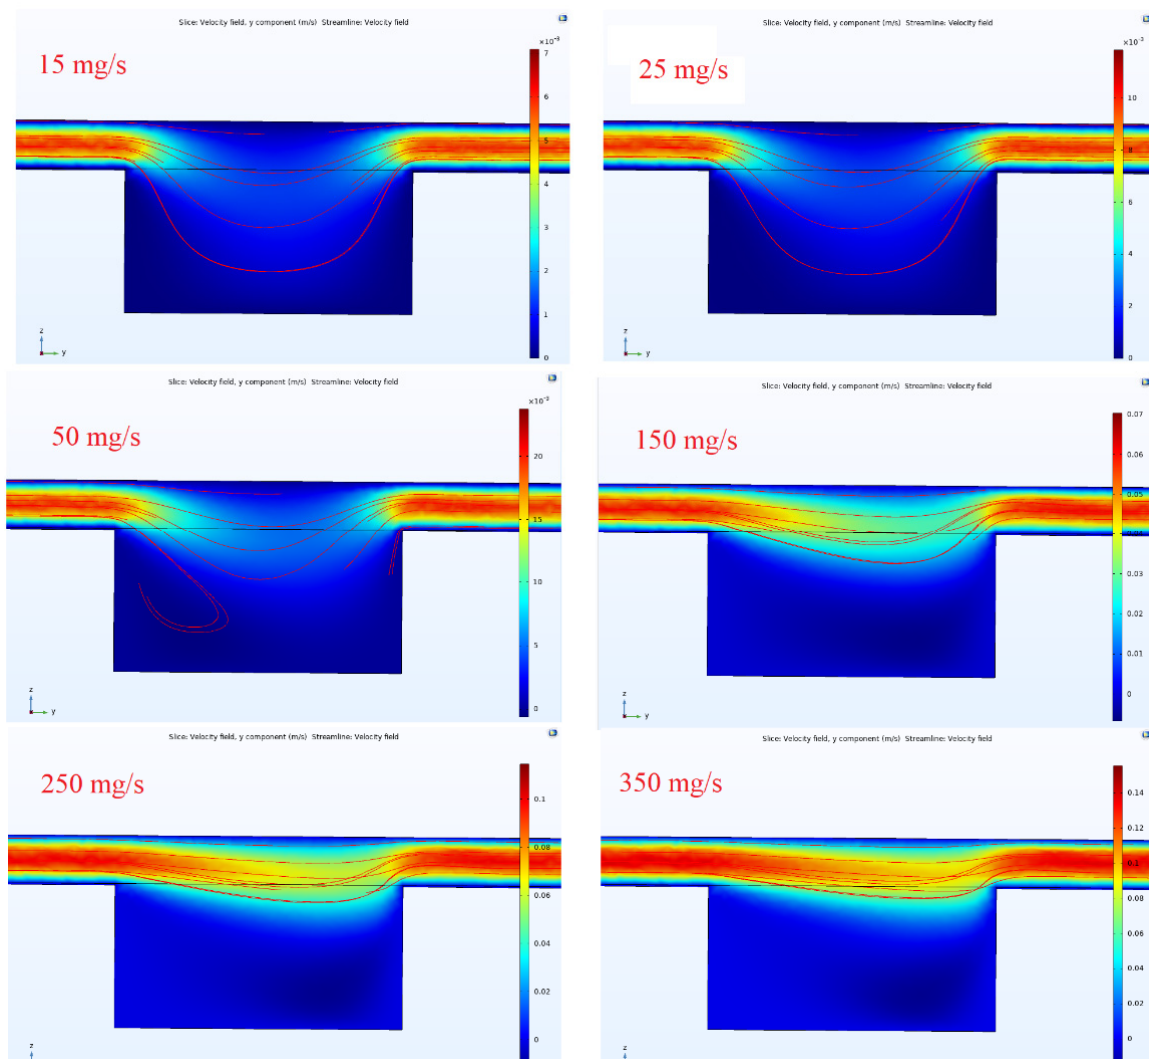 Slice: Velocity field, y component (m/s) Streamline: Velocity field
15 mg/s
×10⁻³
7
6
5
4
3
2
1
0
z
y
Slice: Velocity field, y component (m/s) Streamline: Velocity field
25 mg/s
×10⁻³
10
8
6
4
2
0
z
y
Slice: Velocity field, y component (m/s) Streamline: Velocity field
50 mg/s
×10⁻³
20
15
10
5
0
z
y
Slice: Velocity field, y component (m/s) Streamline: Velocity field
150 mg/s
0.07
0.06
0.05
0.04
0.03
0.02
0.01
0
z
y
Slice: Velocity field, y component (m/s) Streamline: Velocity field
250 mg/s
0.1
0.08
0.06
0.04
0.02
0
z
Slice: Velocity field, y component (m/s) Streamline: Velocity field
350 mg/s
0.14
0.12
0.1
0.08
0.06
0.04
0.02
0
z